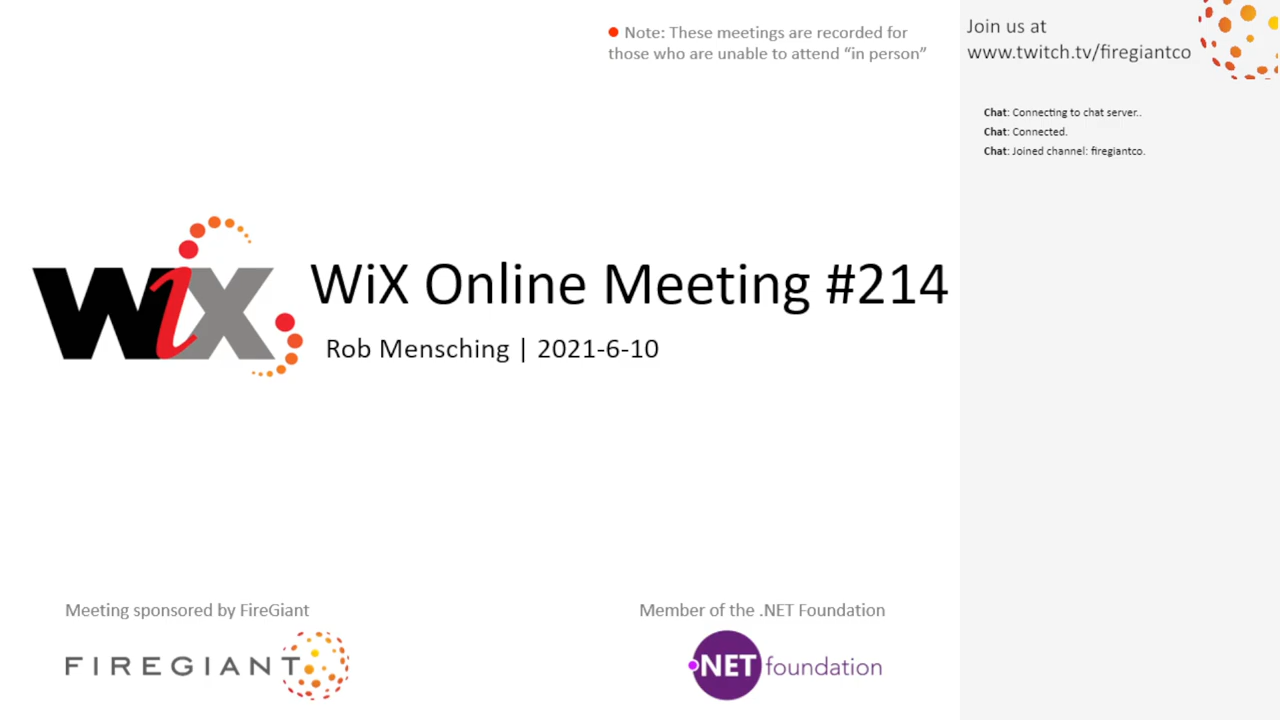 Note: These meetings are recorded for
those who are unable to attend “in person”
Join us at
www.twitch.tv/firegiantco
Chat: Connecting to chat server..
Chat: Connected.
Chat: Joined channel: firegiantco.
WiX
WiX Online Meeting #214
Rob Mensching | 2021-6-10
Meeting sponsored by FireGiant
FIREGIANT
Member of the .NET Foundation
.NET foundation